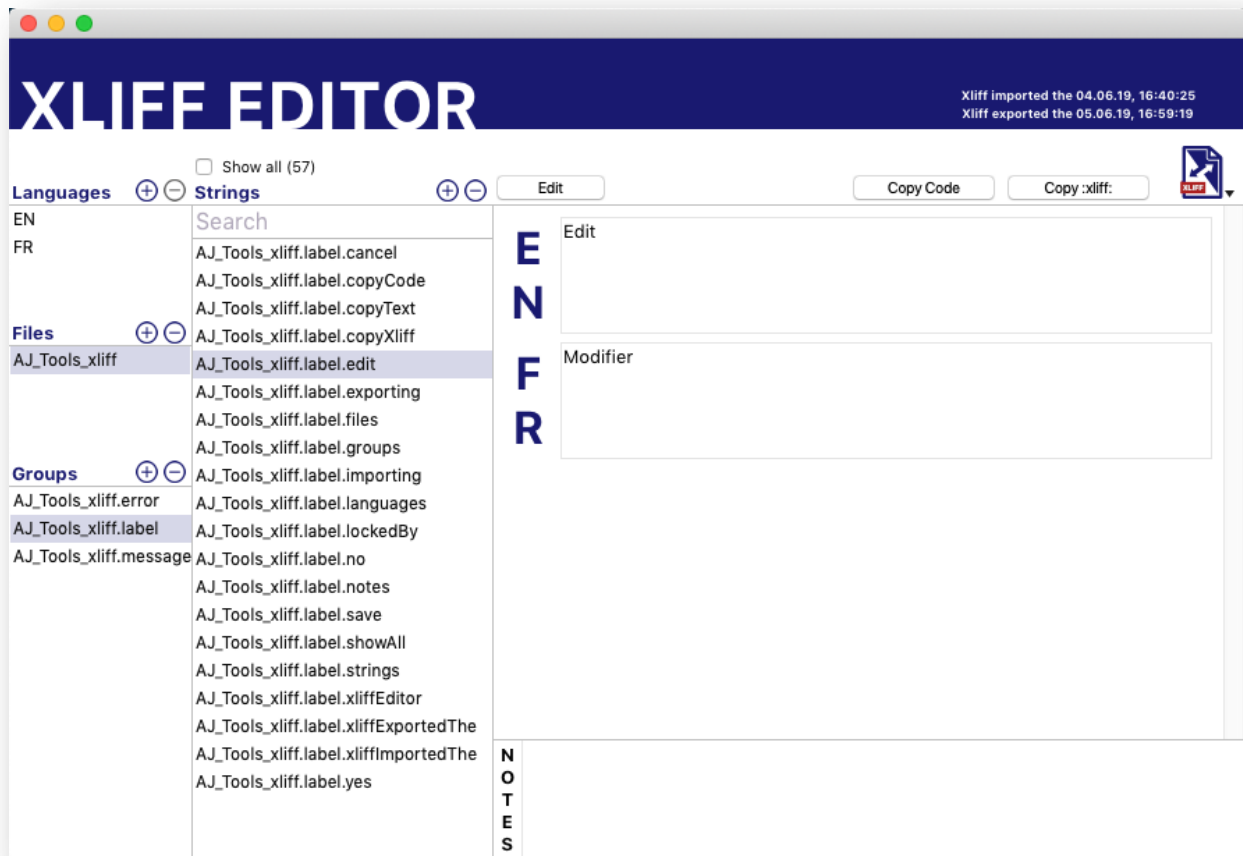 XLIFF EDITOR
Xliff imported the 04.06.19, 16:40:25
Xliff exported the 05.06.19, 16:59:19
Show all (57)
Languages
EN
FR
Files
AJ_Tools_xliff
Groups
AJ_Tools_xliff.error
AJ_Tools_xliff.label
AJ_Tools_xliff.message
Strings
Search
AJ_Tools_xliff.label.cancel
AJ_Tools_xliff.label.copyCode
AJ_Tools_xliff.label.copyText
AJ_Tools_xliff.label.copyXliff
AJ_Tools_xliff.label.edit
AJ_Tools_xliff.label.exporting
AJ_Tools_xliff.label.files
AJ_Tools_xliff.label.groups
AJ_Tools_xliff.label.importing
AJ_Tools_xliff.label.languages
AJ_Tools_xliff.label.lockedBy
AJ_Tools_xliff.label.no
AJ_Tools_xliff.label.notes
AJ_Tools_xliff.label.save
AJ_Tools_xliff.label.showAll
AJ_Tools_xliff.label.strings
AJ_Tools_xliff.label.xliffEditor
AJ_Tools_xliff.label.xliffExportedThe
AJ_Tools_xliff.label.xliffImportedThe
AJ_Tools_xliff.label.yes
Edit
Copy Code
Copy :xliff:
XLIFF
EN
Edit
FR
Modifier
NOTES